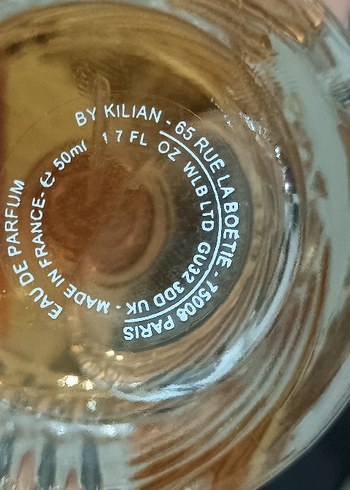 EAU DE PARFUM
BY KILIAN - 65 RUE LA BOETIE - 75008 PARIS
MADE IN FRANCE - ℮ 50ml 1 7 FL OZ WLB LTD GU32 3DD UK -